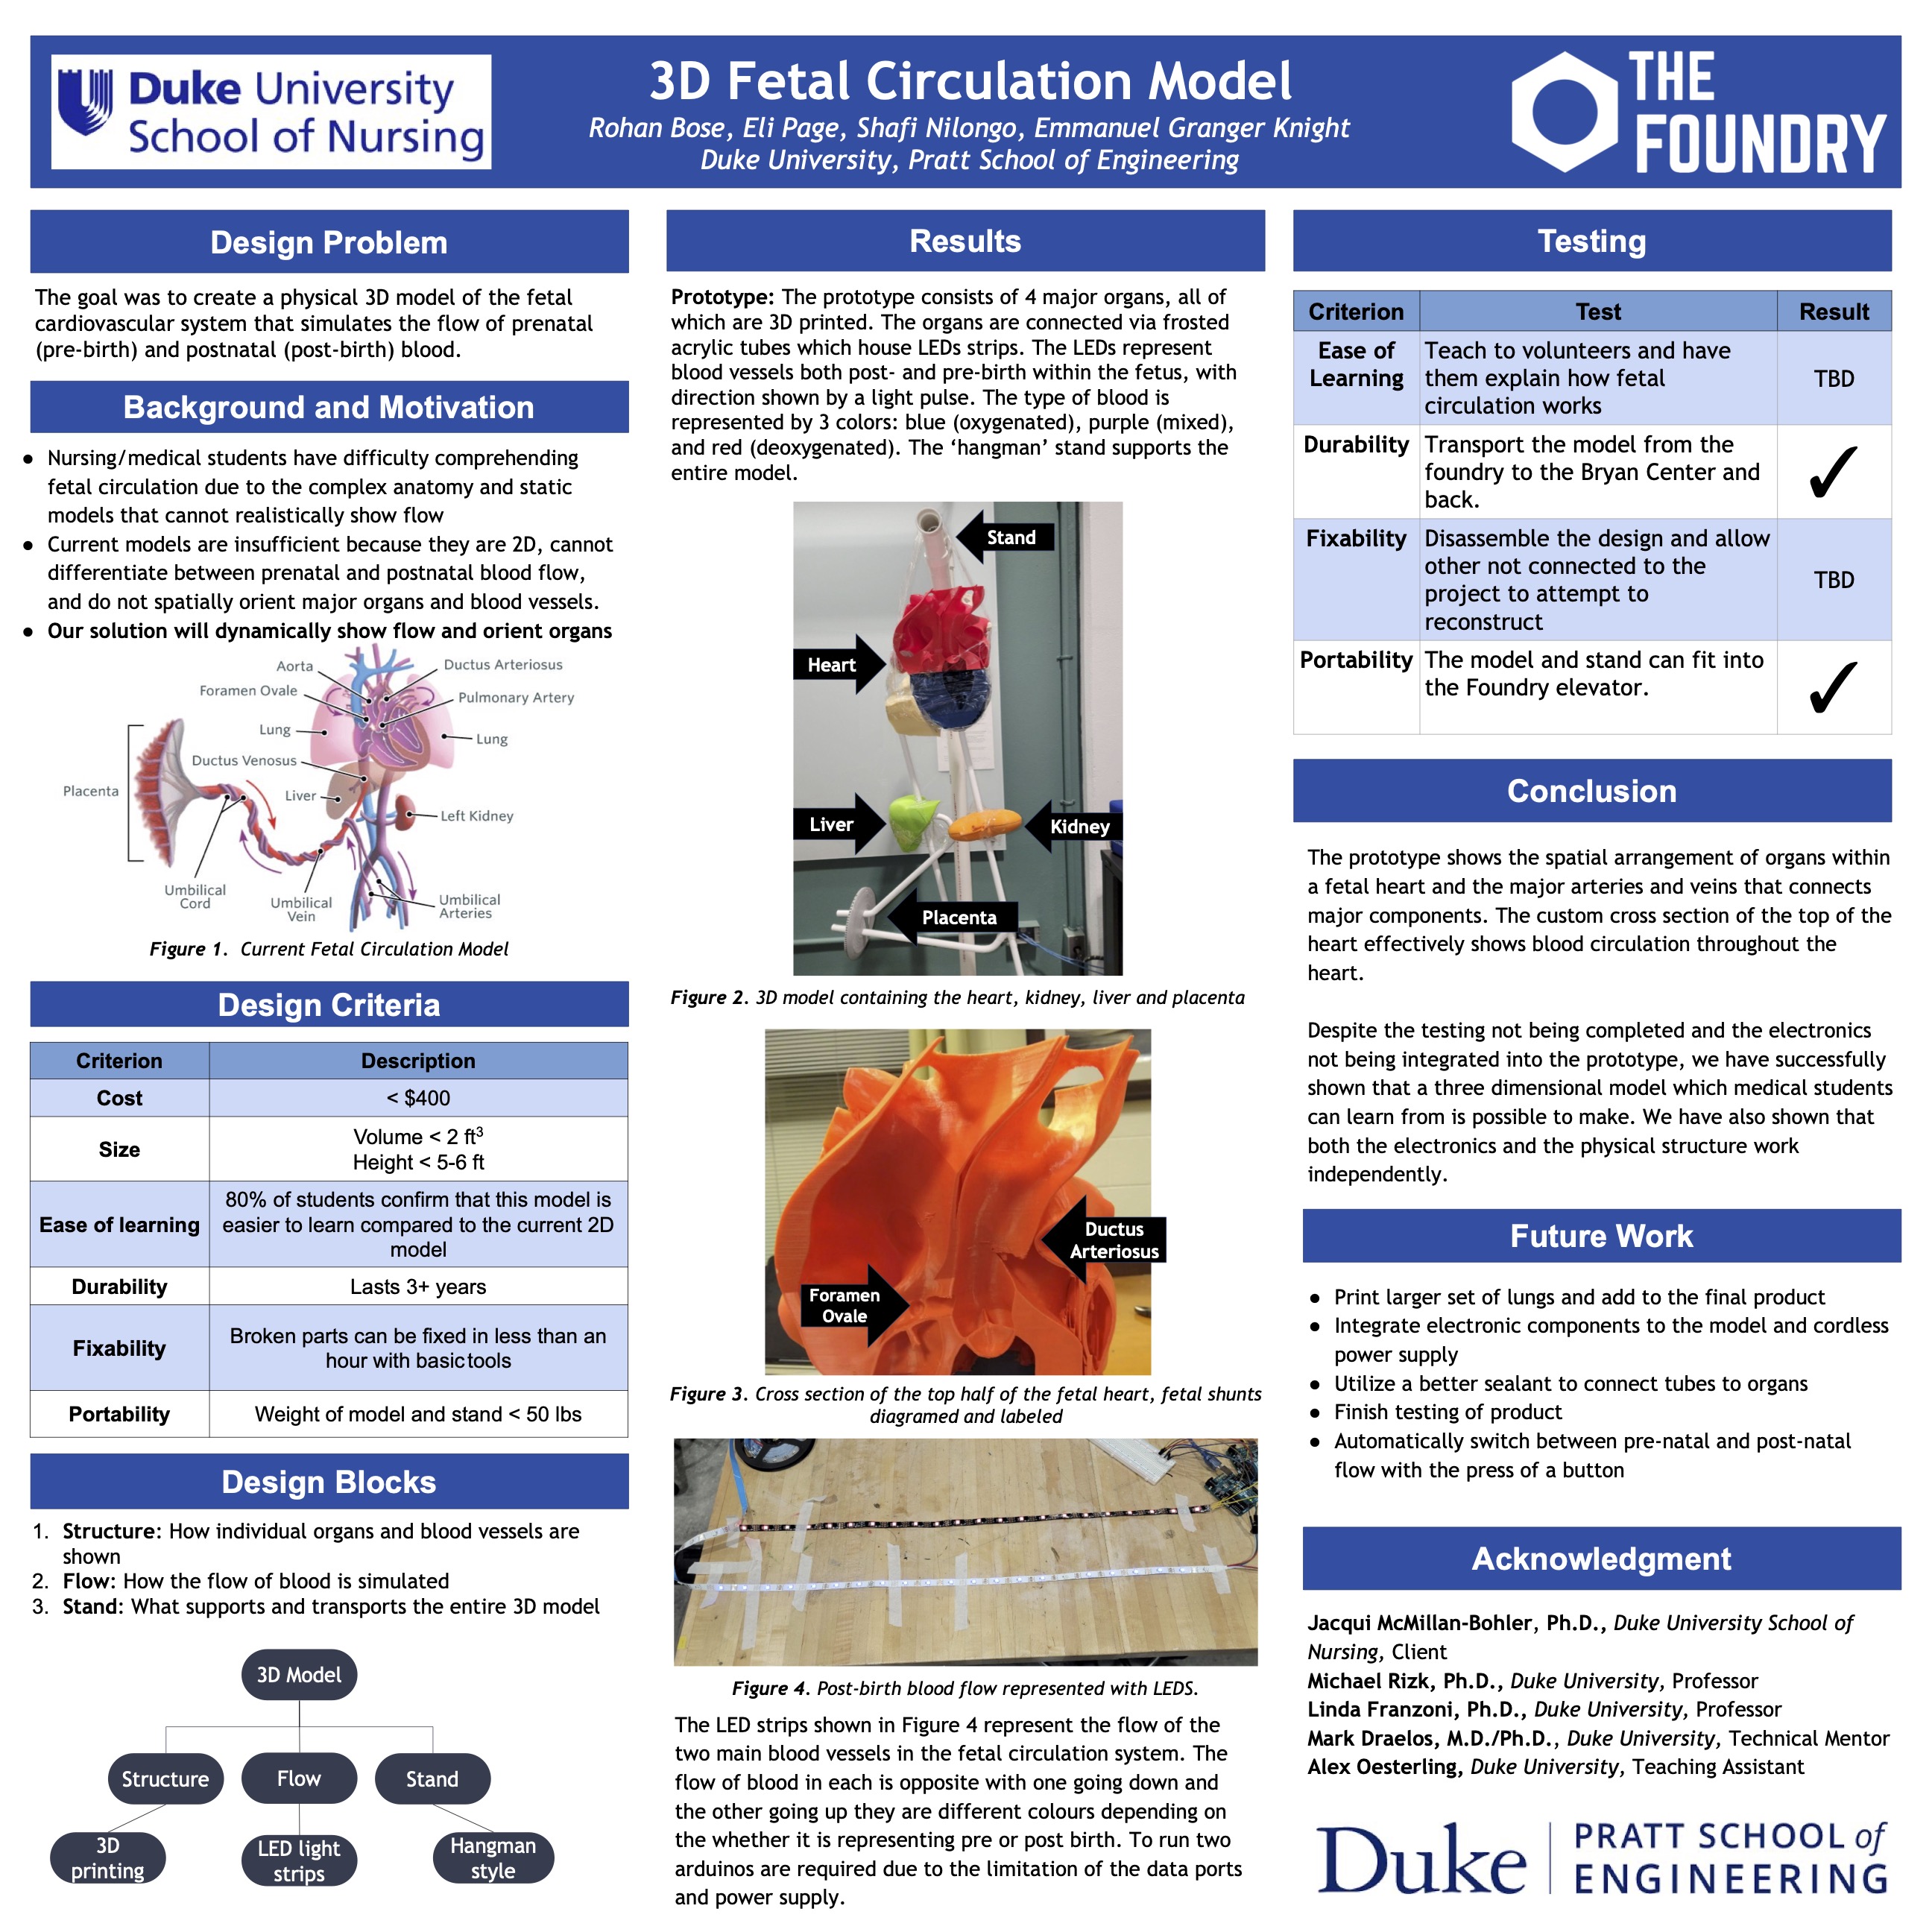 Duke University
School of Nursing
3D Fetal Circulation Model
Rohan Bose, Eli Page, Shafi Nilongo, Emmanuel Granger Knight
Duke University, Pratt School of Engineering
THE
FOUNDRY
Design Problem
The goal was to create a physical 3D model of the fetal
cardiovascular system that simulates the flow of prenatal
(pre-birth) and postnatal (post-birth) blood.
Background and Motivation
● Nursing/medical students have difficulty comprehending
fetal circulation due to the complex anatomy and static
models that cannot realistically show flow
● Current models are insufficient because they are 2D, cannot
differentiate between prenatal and postnatal blood flow,
and do not spatially orient major organs and blood vessels.
● Our solution will dynamically show flow and orient organs
Aorta
Ductus Arteriosus
Foramen Ovale
Pulmonary Artery
Lung
Lung
Ductus Venosus
Placenta
Liver
Left Kidney
Umbilical
Cord
Umbilical
Vein
Umbilical
Arteries
Figure 1. Current Fetal Circulation Model
Design Criteria
Criterion Description
Cost < $400
Size Volume < 2 ft³
Height < 5-6 ft
Ease of learning 80% of students confirm that this model is
easier to learn compared to the current 2D
model
Durability Lasts 3+ years
Fixability Broken parts can be fixed in less than an
hour with basic tools
Portability Weight of model and stand < 50 lbs
Design Blocks
1. Structure: How individual organs and blood vessels are
shown
2. Flow: How the flow of blood is simulated
3. Stand: What supports and transports the entire 3D model
3D Model
Structure
Flow
Stand
3D
printing
LED light
strips
Hangman
style
Results
Prototype: The prototype consists of 4 major organs, all of
which are 3D printed. The organs are connected via frosted
acrylic tubes which house LEDs strips. The LEDs represent
blood vessels both post- and pre-birth within the fetus, with
direction shown by a light pulse. The type of blood is
represented by 3 colors: blue (oxygenated), purple (mixed),
and red (deoxygenated). The ‘hangman’ stand supports the
entire model.
Stand
Heart
Liver
Kidney
Placenta
Figure 2. 3D model containing the heart, kidney, liver and placenta
Ductus
Arteriosus
Foramen
Ovale
Figure 3. Cross section of the top half of the fetal heart, fetal shunts
diagramed and labeled
Figure 4. Post-birth blood flow represented with LEDS.
The LED strips shown in Figure 4 represent the flow of the
two main blood vessels in the fetal circulation system. The
flow of blood in each is opposite with one going down and
the other going up they are different colours depending on
the whether it is representing pre or post birth. To run two
arduinos are required due to the limitation of the data ports
and power supply.
Testing
Criterion Test Result
Ease of
Learning Teach to volunteers and have
them explain how fetal
circulation works TBD
Durability Transport the model from the
foundry to the Bryan Center and
back. ✓
Fixability Disassemble the design and allow
other not connected to the
project to attempt to
reconstruct TBD
Portability The model and stand can fit into
the Foundry elevator. ✓
Conclusion
The prototype shows the spatial arrangement of organs within
a fetal heart and the major arteries and veins that connects
major components. The custom cross section of the top of the
heart effectively shows blood circulation throughout the
heart.
Despite the testing not being completed and the electronics
not being integrated into the prototype, we have successfully
shown that a three dimensional model which medical students
can learn from is possible to make. We have also shown that
both the electronics and the physical structure work
independently.
Future Work
● Print larger set of lungs and add to the final product
● Integrate electronic components to the model and cordless
power supply
● Utilize a better sealant to connect tubes to organs
● Finish testing of product
● Automatically switch between pre-natal and post-natal
flow with the press of a button
Acknowledgment
Jacqui McMillan-Bohler, Ph.D., Duke University School of
Nursing, Client
Michael Rizk, Ph.D., Duke University, Professor
Linda Franzoni, Ph.D., Duke University, Professor
Mark Draelos, M.D./Ph.D., Duke University, Technical Mentor
Alex Oesterling, Duke University, Teaching Assistant
Duke
PRATT SCHOOL of
ENGINEERING